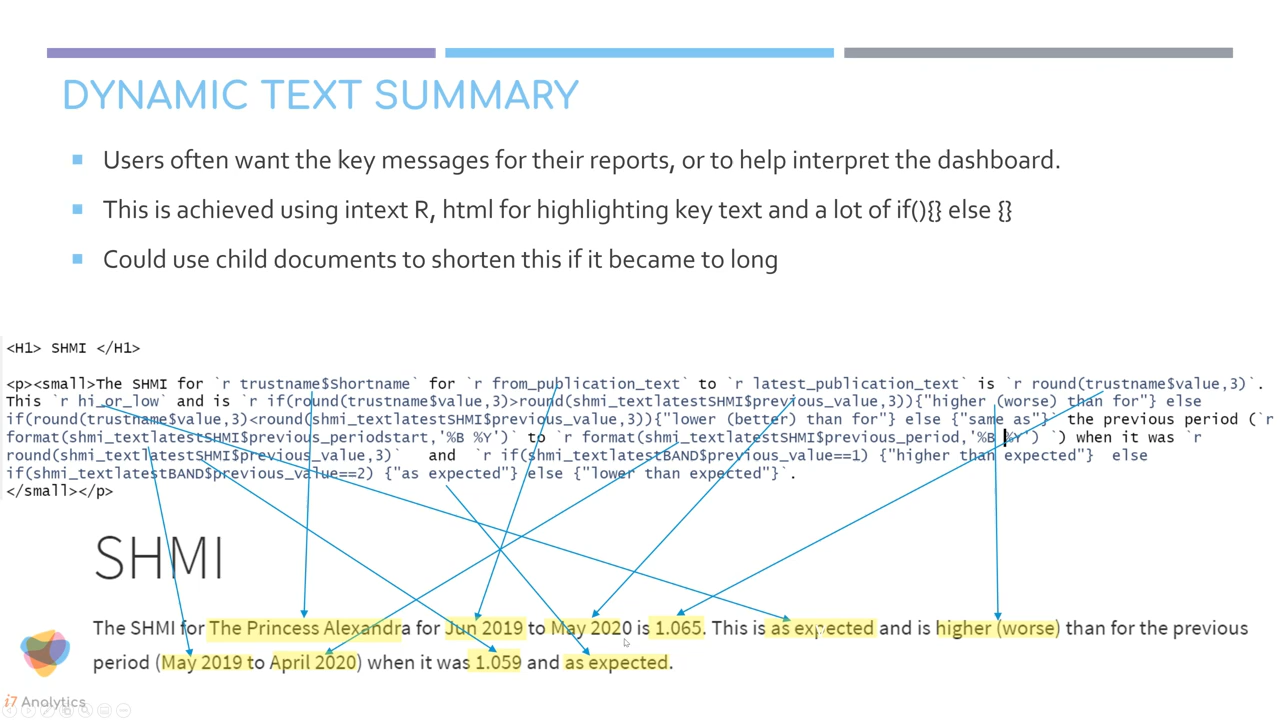 DYNAMIC TEXT SUMMARY
Users often want the key messages for their reports, or to help interpret the dashboard.
This is achieved using intext R, html for highlighting key text and a lot of if(){} else {}
Could use child documents to shorten this if it became to long
<H1> SHMI </H1>
<p><small>The SHMI for `r trustname$Shortname` for `r from_publication_text` to `r latest_publication_text` is `r round(trustname$value,3)`.
This `r hi_or_low` and is `r if(round(trustname$value,3)>round(shmi_textlatestSHMI$previous_value,3)){"higher (worse) than for"} else
if(round(trustname$value,3)<round(shmi_textlatestSHMI$previous_value,3)){"lower (better) than for"} else {"same as"}` the previous period (`r
format(shmi_textlatestSHMI$previous_periodstart,'%B %Y')` to `r format(shmi_textlatestSHMI$previous_period,'%B %Y') `) when it was `r
round(shmi_textlatestSHMI$previous_value,3)` and `r if(shmi_textlatestBAND$previous_value==1) {"higher than expected"} else
if(shmi_textlatestBAND$previous_value==2) {"as expected"} else {"lower than expected"}`.
</small></p>
SHMI
The SHMI for The Princess Alexandra for Jun 2019 to May 2020 is 1.065. This is as expected and is higher (worse) than for the previous
period (May 2019 to April 2020) when it was 1.059 and as expected.
i7 Analytics